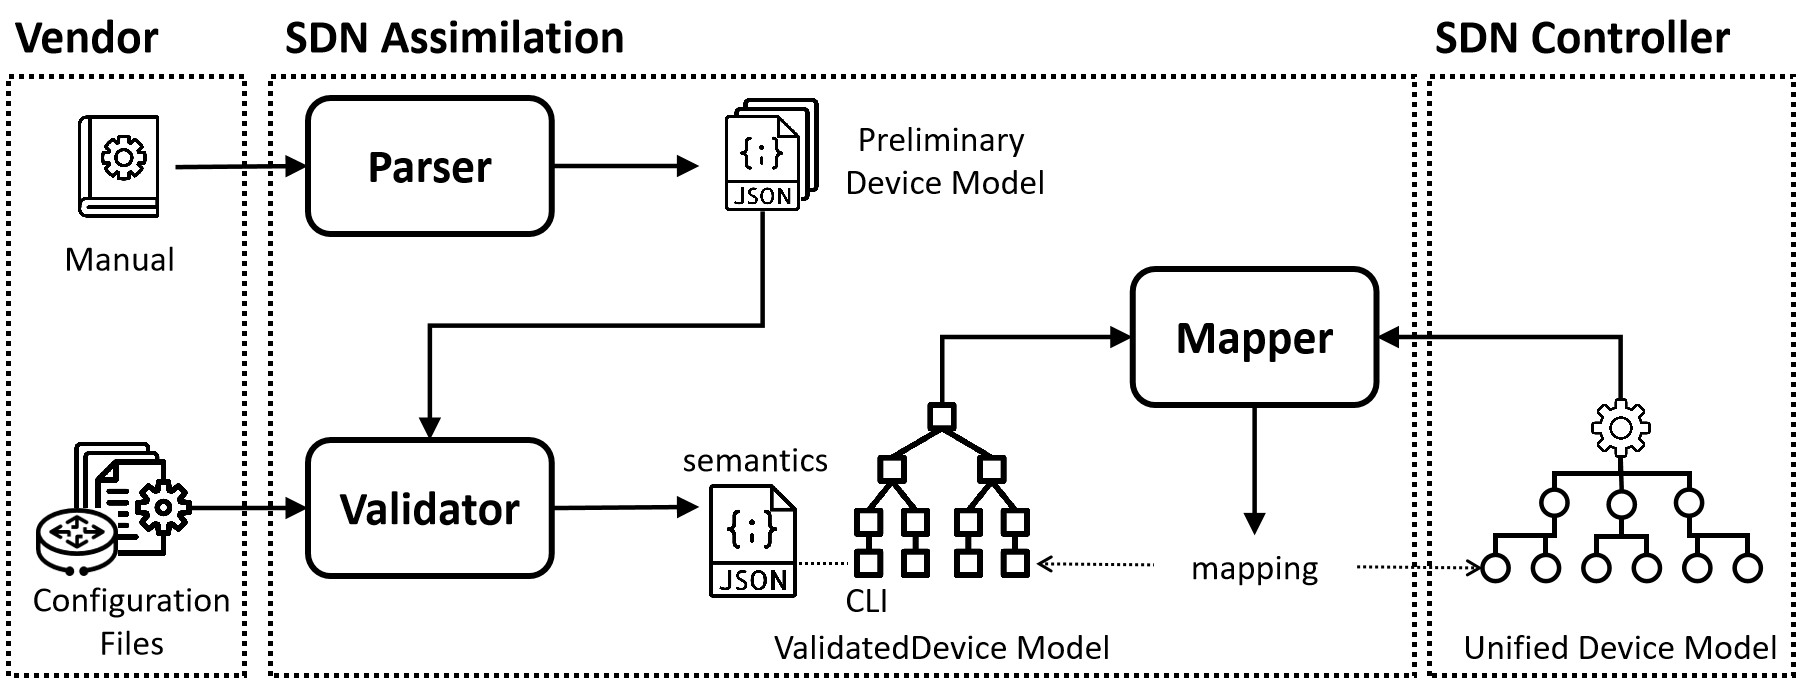 Vendor
SDN Assimilation
SDN Controller
Manual
Parser
{;}
JSON
Preliminary
Device Model
Mapper
Configuration
Files
Validator
semantics
{;}
JSON
CLI
ValidatedDevice Model
mapping
Unified Device Model